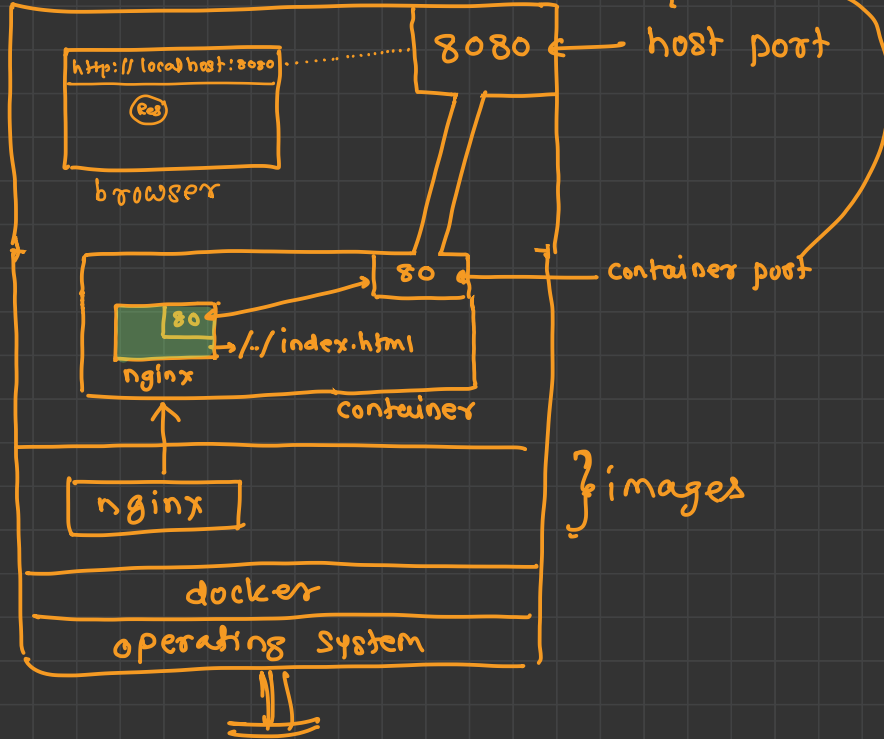 8080
host port
http://localhost:8080
Res
browser
80
container port
80
/../index.html
nginx
container
nginx
images
docker
operating system